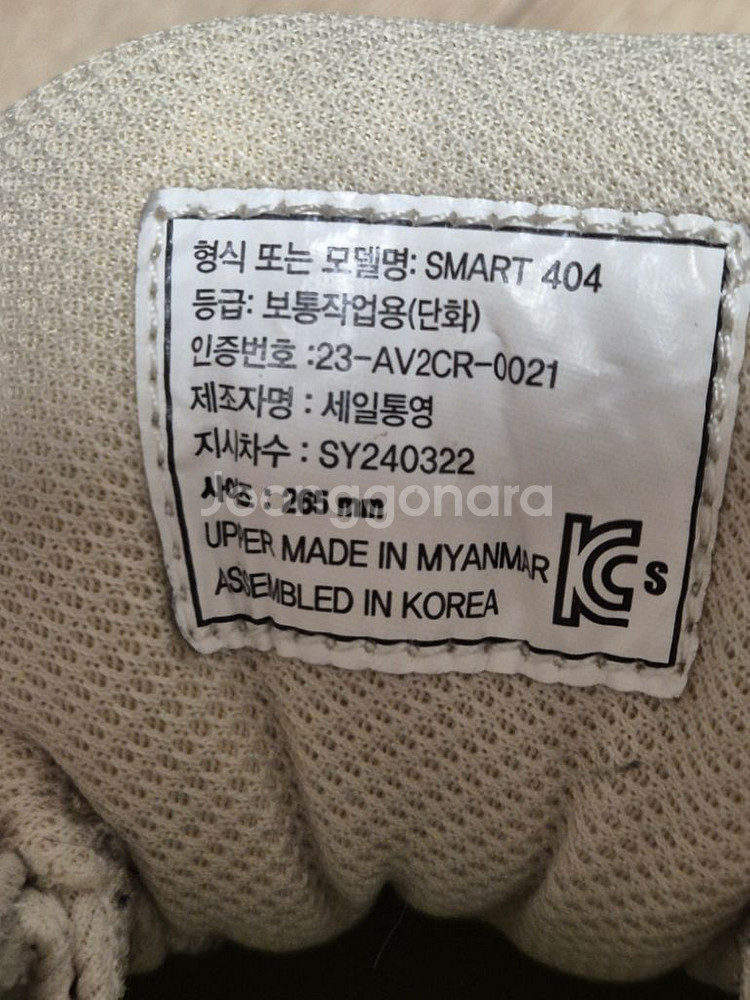 형식 또는 모델명: SMART 404
등급: 보통작업용(단화)
인증번호 :23-AV2CR-0021
제조자명 : 세일통영
지시차수 : SY240322
사이즈 : 265 mm
Joonggonara
UPPER MADE IN MYANMAR
ASSEMBLED IN KOREA
KCs